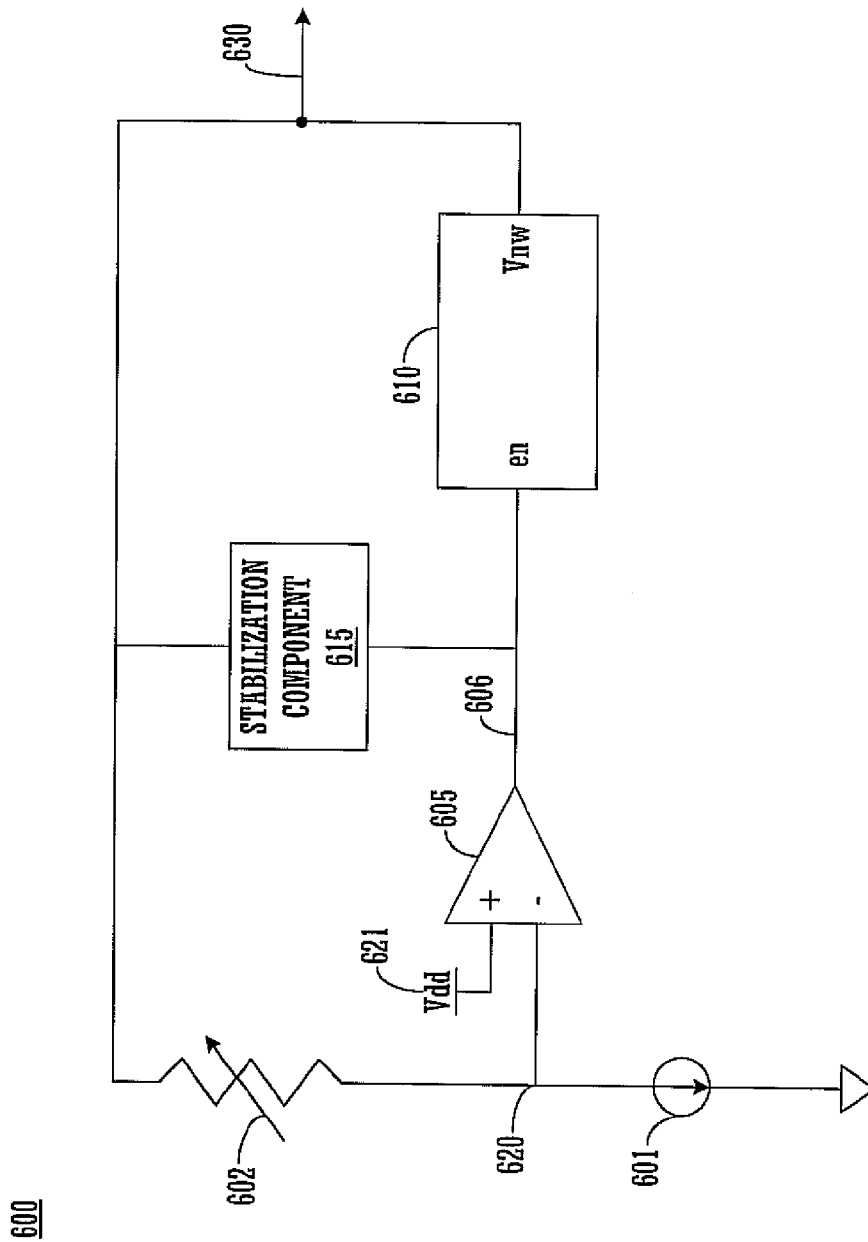 600
630
610
en
Vnw
STABILIZATION
COMPONENT
615
606
605
621
Vdd
+
-
602
620
601